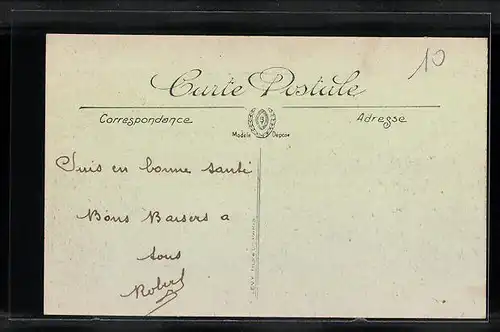 10
Carte Postale
Correspondance
Adresse
Modèle Déposé
Suis en bonne santé
Bons Baisers a
tous
Robert